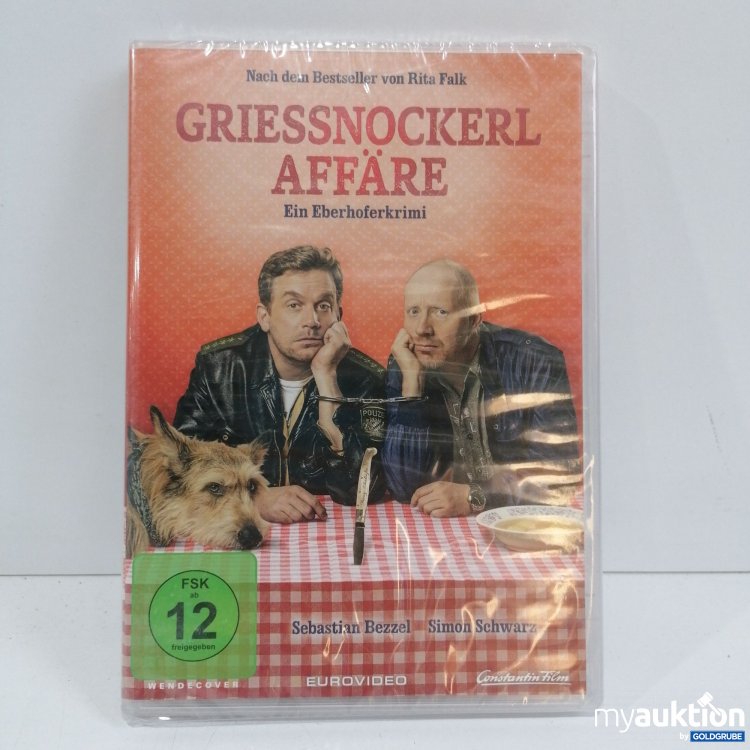 Nach dem Bestseller von Rita Falk
GRIESSNOCKERL
AFFÄRE
Ein Eberhoferkrimi
POLIZEI
FSK
ab
12
freigegeben
Sebastian Bezzel Simon Schwarz
WENDECOVER
EUROVIDEO
Constantin Film
myauktion
by GOLDGRUBE